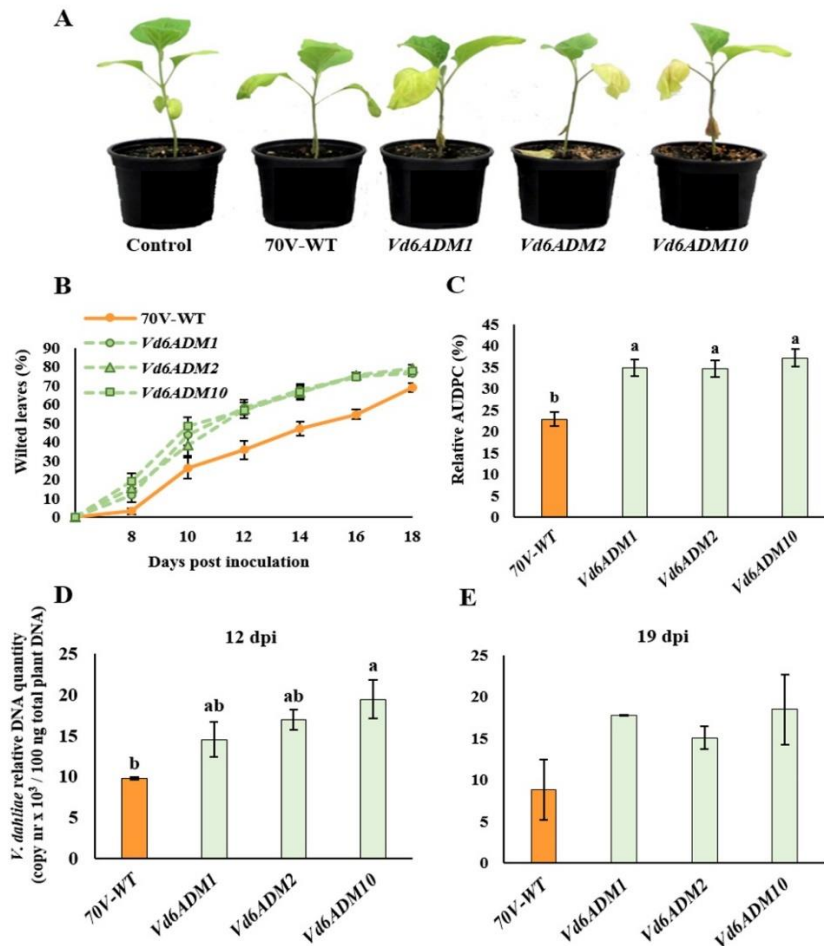 A
Control
70V-WT
Vd6ADM1
Vd6ADM2
Vd6ADM10
B
70V-WT
Vd6ADM1
Vd6ADM2
Vd6ADM10
Wilted leaves (%)
90
80
70
60
50
40
30
20
10
0
8 10 12 14 16 18
Days post inoculation
C
Relative AUDPC (%)
45
40
35
30
25
20
15
10
5
0
b
a
a
a
70V-WT
Vd6ADM1
Vd6ADM2
Vd6ADM10
D
12 dpi
V. dahliae relative DNA quantity
(copy nr x 10³ / 100 ng total plant DNA)
25
20
15
10
5
0
b
ab
ab
a
70V-WT
Vd6ADM1
Vd6ADM2
Vd6ADM10
E
19 dpi
25
20
15
10
5
0
70V-WT
Vd6ADM1
Vd6ADM2
Vd6ADM10